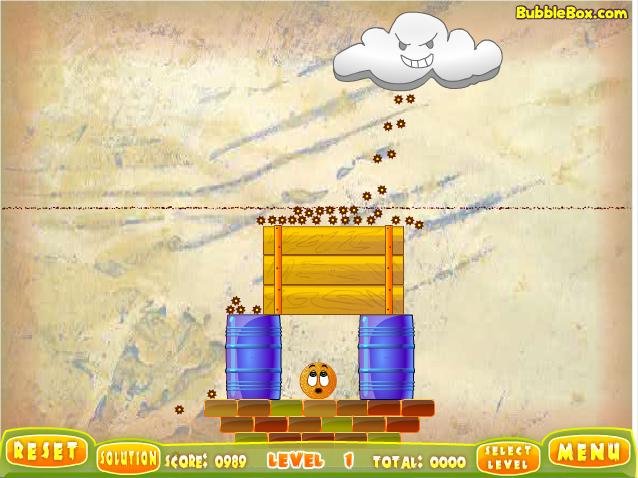 BubbleBox.com
RESET
SOLUTION
SCORE: 0989
LEVEL 1
TOTAL: 0000
SELECT
LEVEL
MENU